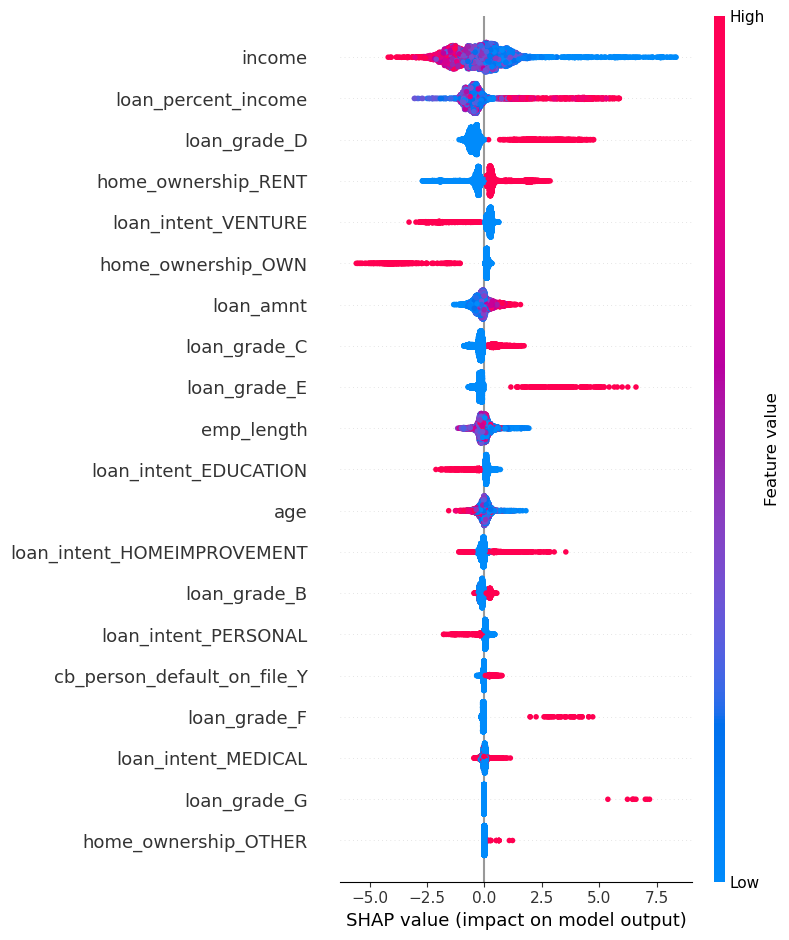 High
income
loan_percent_income
loan_grade_D
home_ownership_RENT
loan_intent_VENTURE
home_ownership_OWN
loan_amnt
loan_grade_C
loan_grade_E
emp_length
loan_intent_EDUCATION
age
loan_intent_HOMEIMPROVEMENT
loan_grade_B
loan_intent_PERSONAL
cb_person_default_on_file_Y
loan_grade_F
loan_intent_MEDICAL
loan_grade_G
home_ownership_OTHER
Feature value
Low
−5.0 −2.5 0.0 2.5 5.0 7.5
SHAP value (impact on model output)